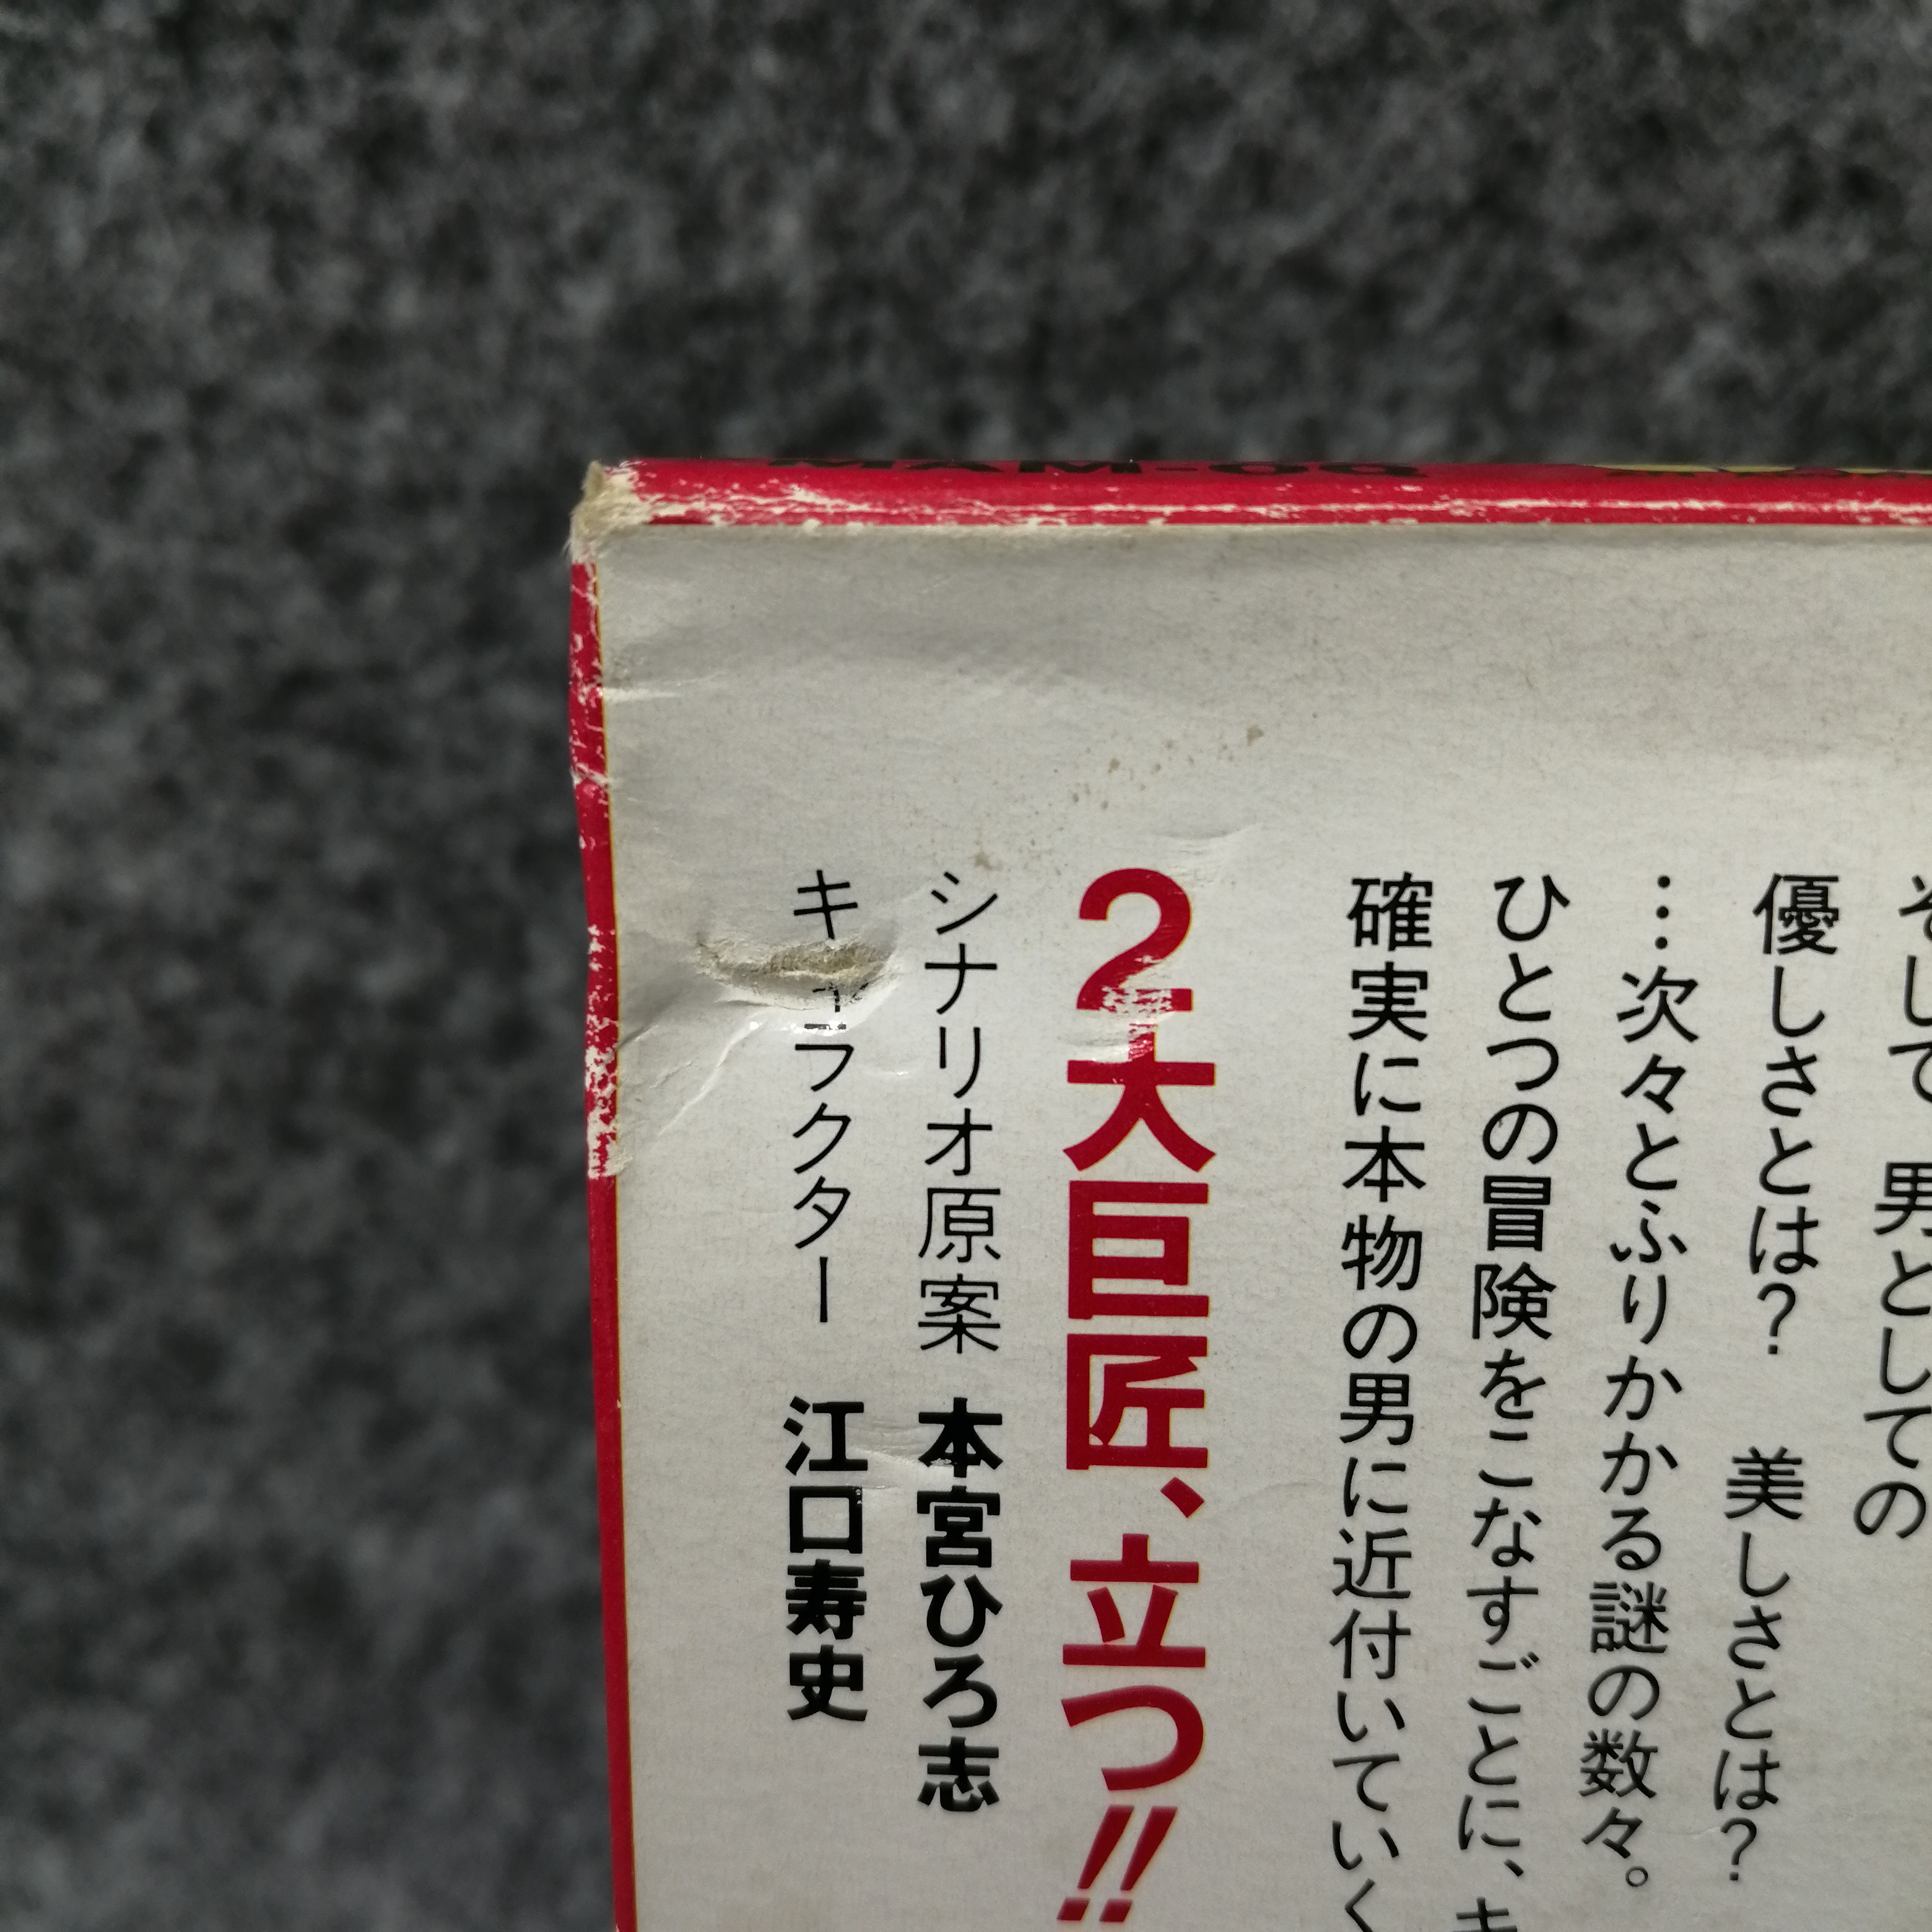 そして 男としての
優しさとは? 美しさとは?
…次々とふりかかる謎の数々。
ひとつの冒険をこなすごとに、キ
確実に本物の男に近付いていく
2大巨匠、立つ!!
シナリオ原案 本宮ひろ志
キャラクター 江口寿史